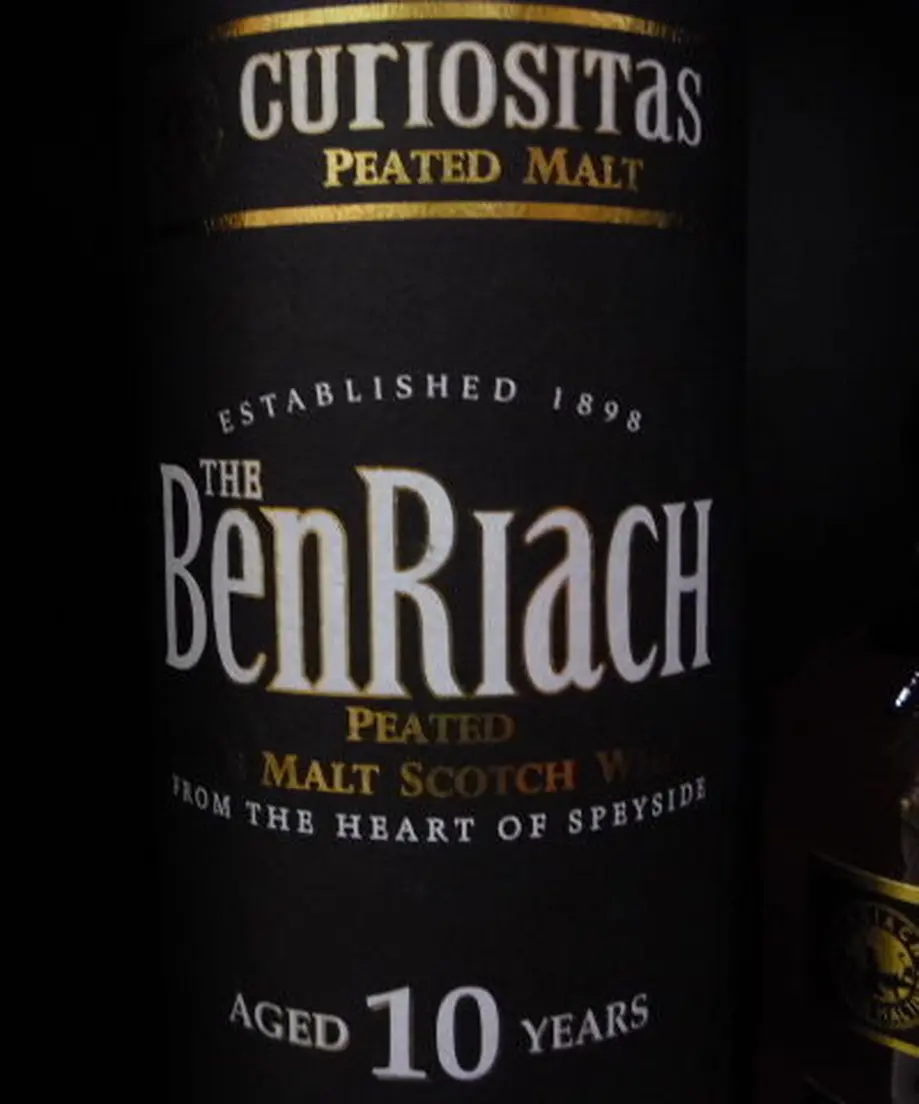 CURIOSITAS
PEATED MALT
ESTABLISHED 1898
THE
BENRIACH
PEATED
MALT SCOTCH
FROM THE HEART OF SPEYSIDE
AGED 10 YEARS